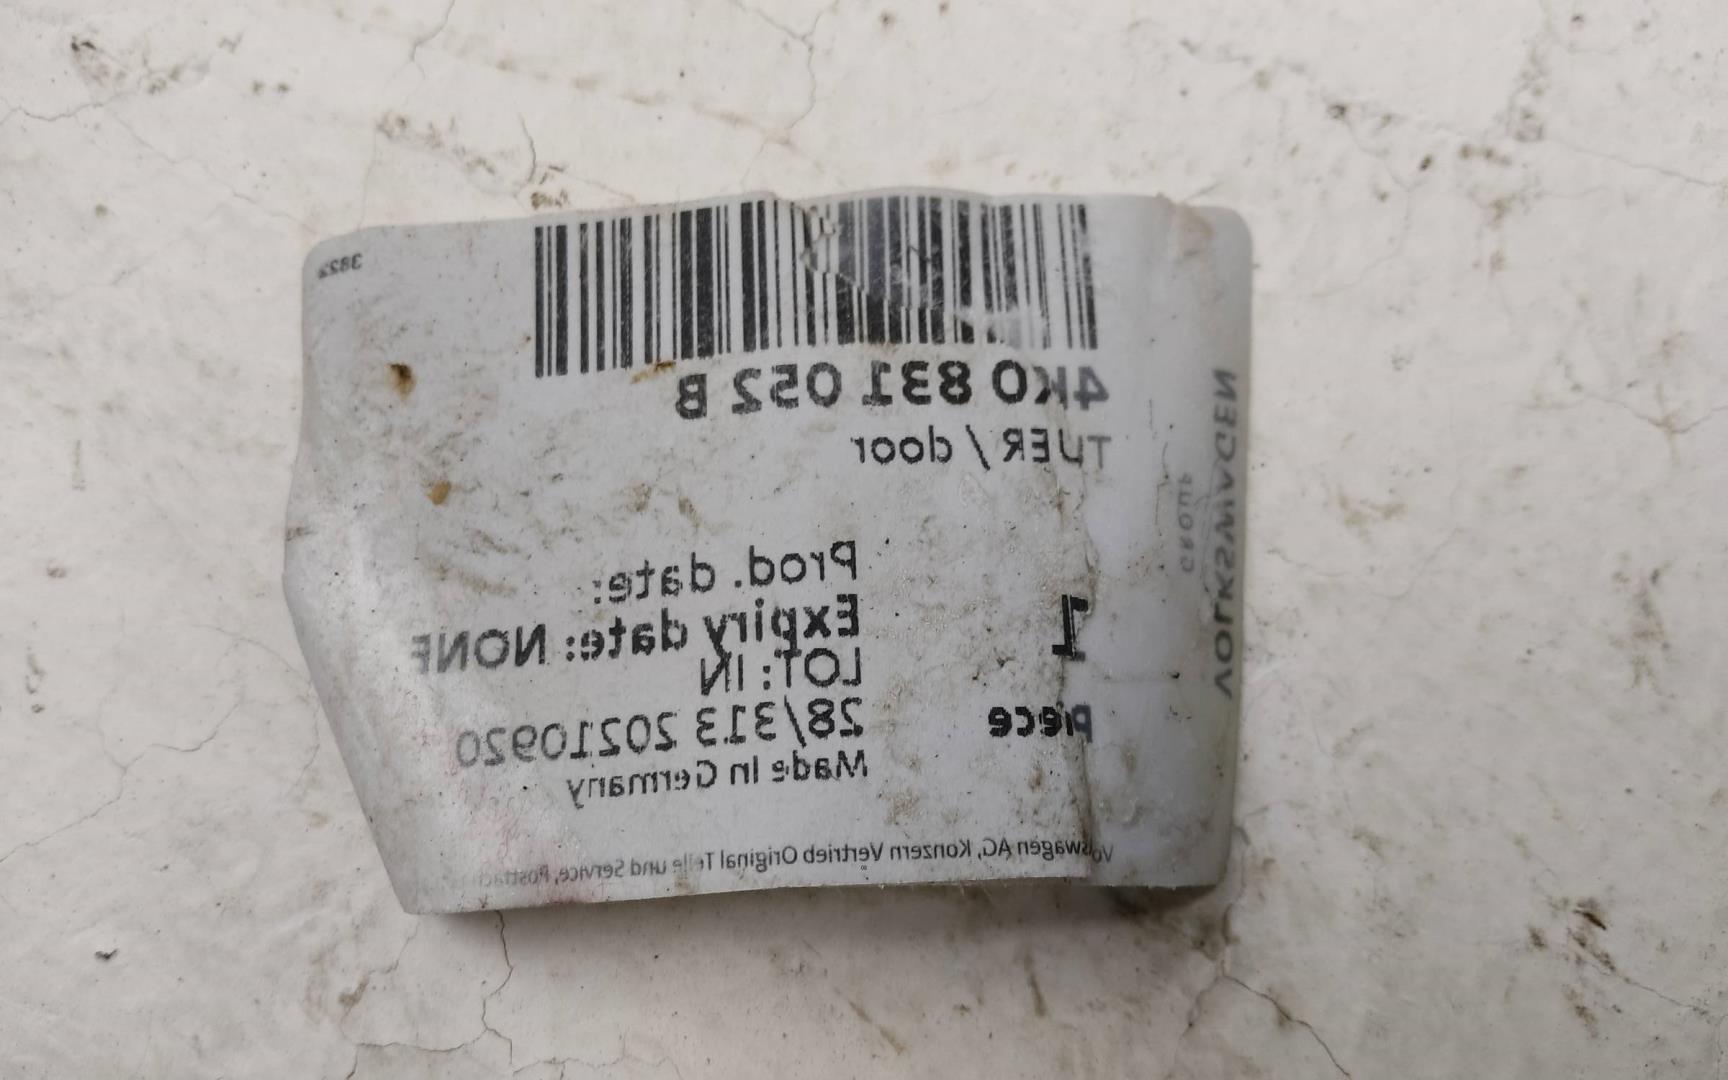 3822
4K0 831 052 B
TUER / door
VOLKSWAGEN
GROUP
Prod. date:
1
Expiry date: NONE
LOT: IN
piece
28/313 20210920
Made In Germany
Volkswagen AG, Konzern Vertrieb Original Teile und Service, Postfach